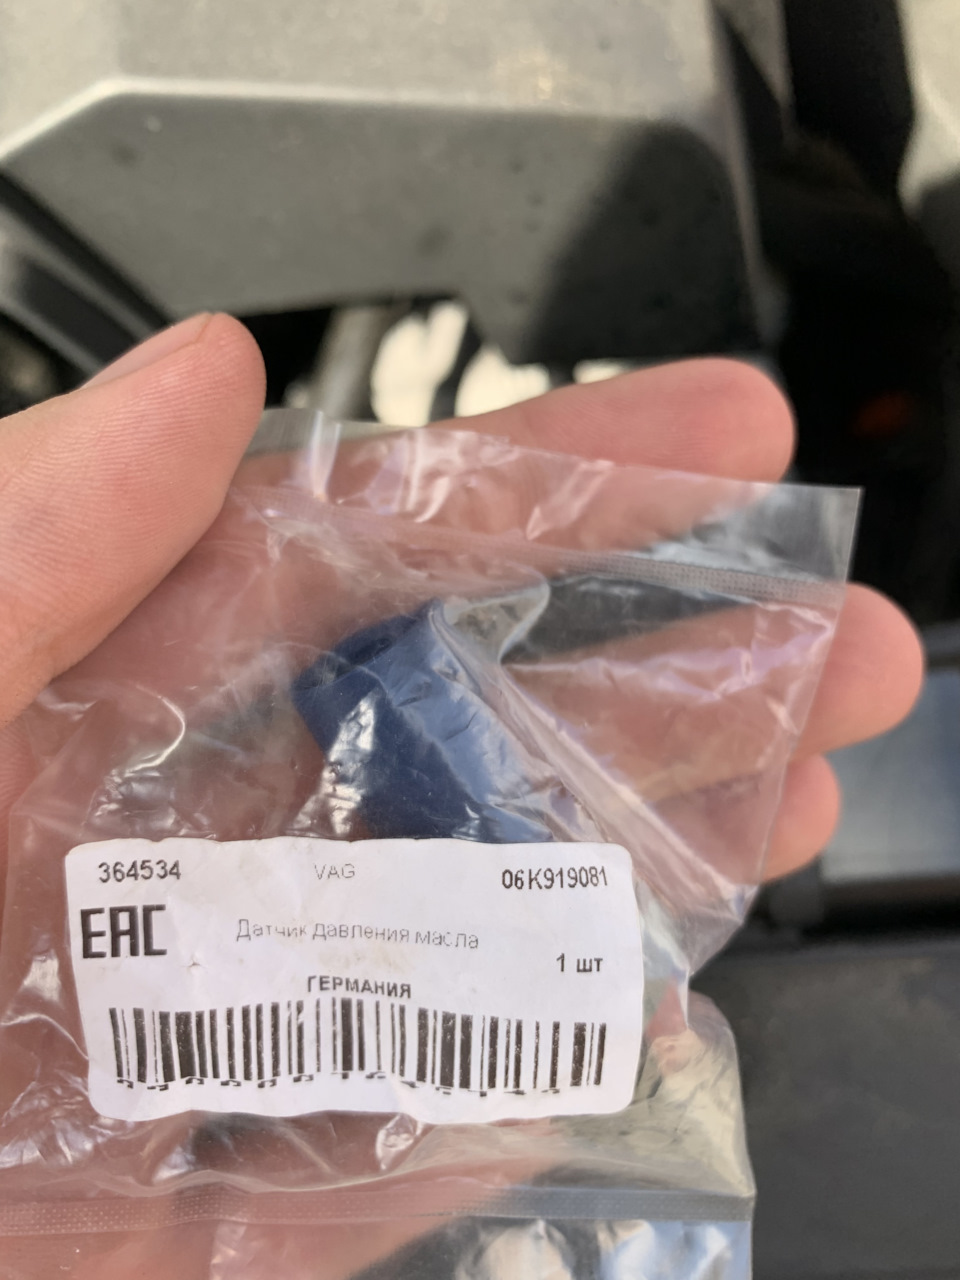 364534 VAG 06K919081
EAC
Датчик давления масла
1 шт
ГЕРМАНИЯ